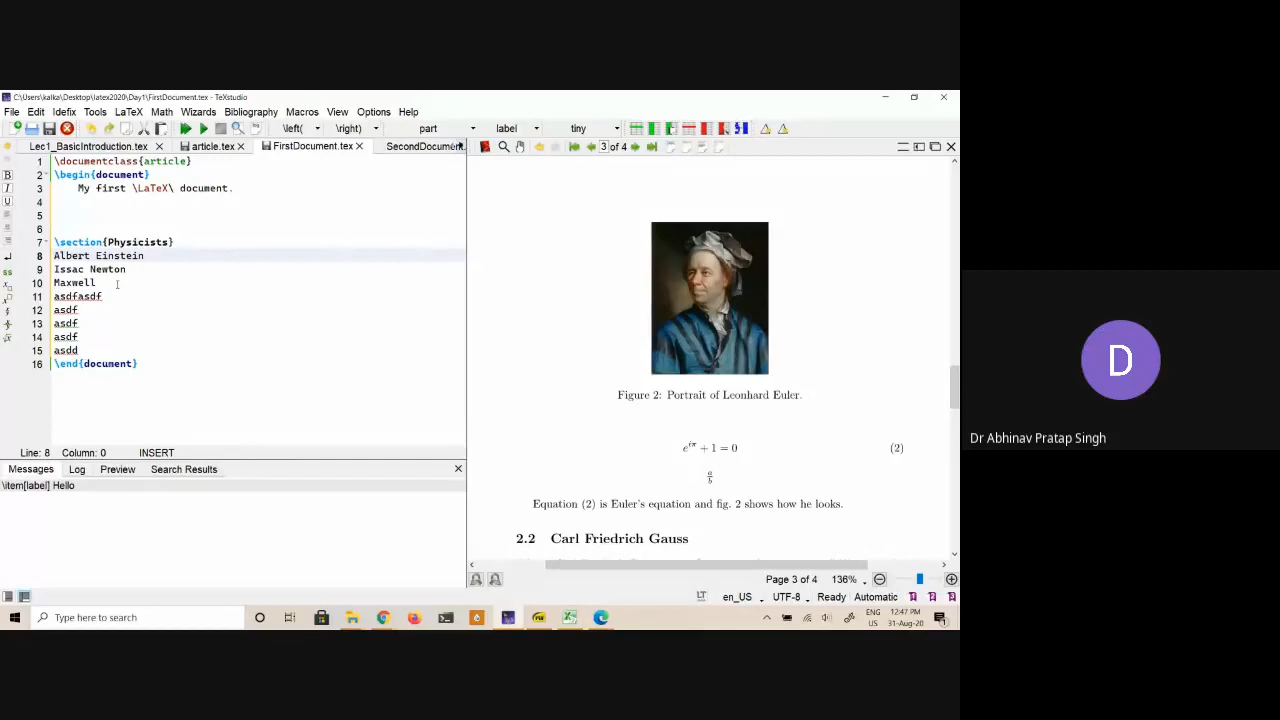 C:\Users\kalka\Desktop\latex2020\Day1\FirstDocument.tex - TeXstudio
File Edit Idefix Tools LaTeX Math Wizards Bibliography Macros View Options Help
\left( \right) part label tiny
Lec1_BasicIntroduction.tex article.tex FirstDocument.tex SecondDocument. 3 of 4
1 \documentclass{article}
2 \begin{document}
3 My first \LaTeX\ document.
4
5
6
7 \section{Physicists}
8 Albert Einstein
9 Issac Newton
10 Maxwell
11 asdfasdf
12 asdf
13 asdf
14 asdf
15 asdd
16 \end{document}
Line: 8 Column: 0 INSERT
Messages Log Preview Search Results
\item[label] Hello
Figure 2: Portrait of Leonhard Euler.
e^{iπ} + 1 = 0 (2)
a
b
Equation (2) is Euler's equation and fig. 2 shows how he looks.
2.2 Carl Friedrich Gauss
Page 3 of 4 136%
LT en_US UTF-8 Ready Automatic
Type here to search
ENG
US
12:47 PM
31-Aug-20
D
Dr Abhinav Pratap Singh